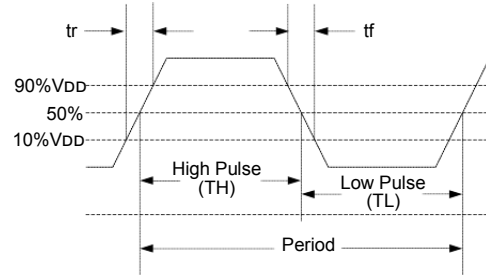 tr
tf
90%VDD
50%
10%VDD
High Pulse
(TH)
Low Pulse
(TL)
Period